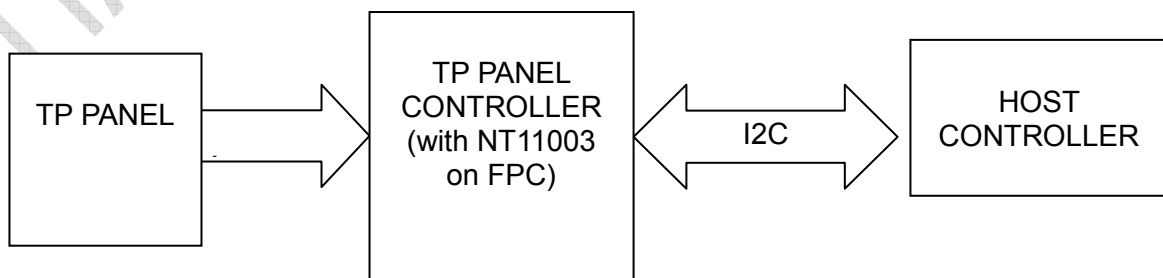 TP PANEL
TP PANEL
CONTROLLER
(with NT11003
on FPC)
I2C
HOST
CONTROLLER